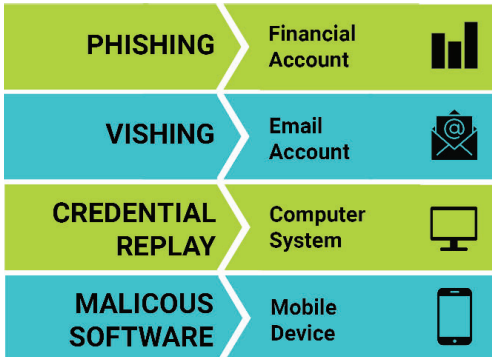 PHISHING
Financial
Account
VISHING
Email
Account
@
CREDENTIAL
REPLAY
Computer
System
MALICOUS
SOFTWARE
Mobile
Device